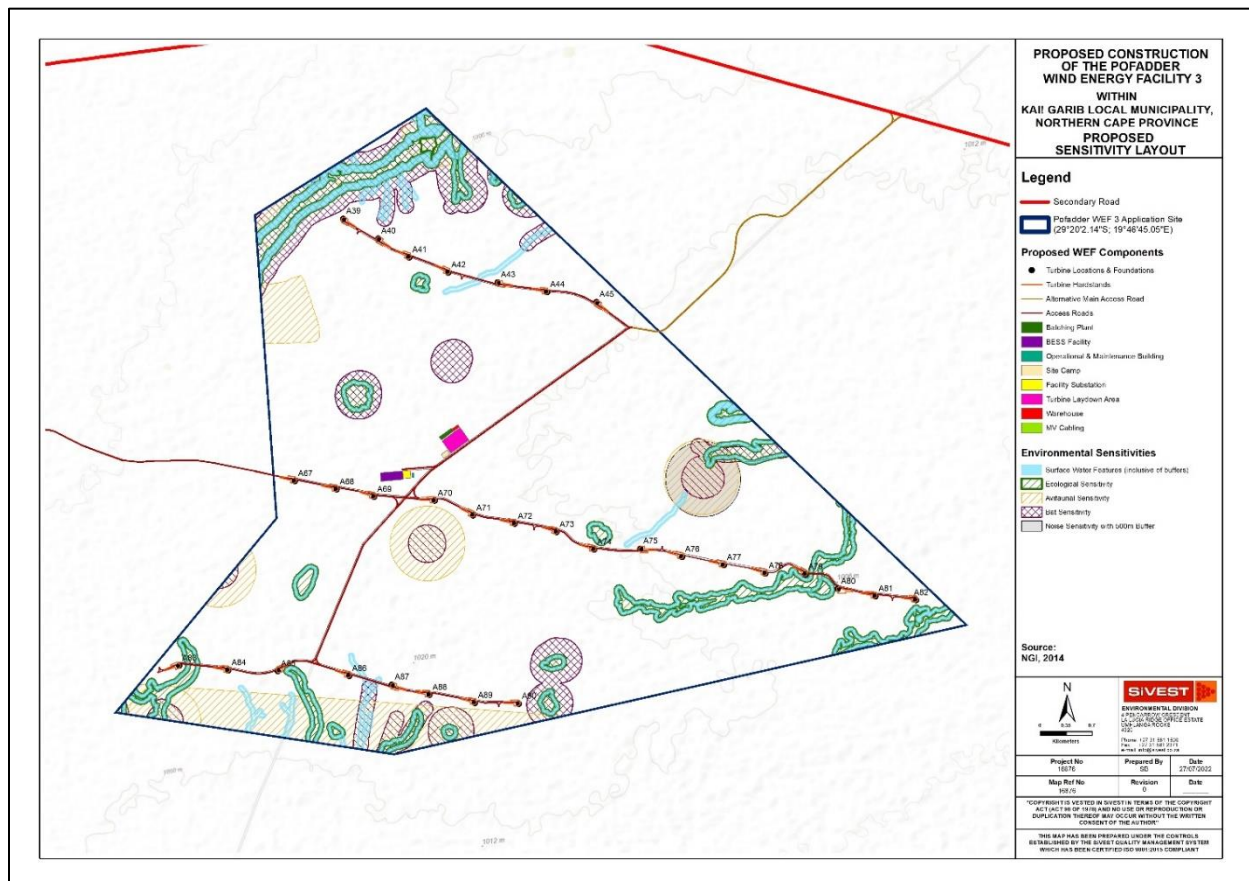 PROPOSED CONSTRUCTION
OF THE POFADDER
WIND ENERGY FACILITY 3
WITHIN
KAI! GARIB LOCAL MUNICIPALITY,
NORTHERN CAPE PROVINCE
PROPOSED
SENSITIVITY LAYOUT
Legend
Secondary Road
Pofadder WEF 3 Application Site
(29°20'2.14"S; 19°46'45.05"E)
Proposed WEF Components
Turbine Locations & Foundations
Turbine Hardstands
Alternative Main Access Road
Access Roads
Batching Plant
BESS Facility
Operational & Maintenance Building
Site Camp
Facility Substation
Turbine Laydown Area
Warehouse
MV Cabling
Environmental Sensitivities
Surface Water Features (inclusive of buffers)
Ecological Sensitivity
Avifaunal Sensitivity
Bat Sensitivity
Noise Sensitivity with 500m Buffer
Source:
NGI, 2014
N
Kilometers
SiVEST
ENVIRONMENTAL DIVISION
LA LUCIA RIDGE OFFICE ESTATE
Project No
Prepared By
Date
16876
SD
27/07/2022
Map Ref No
Revision
Date
16876
0
"COPYRIGHT IS VESTED IN SIVEST IN TERMS OF THE COPYRIGHT
ACT (ACT 98 OF 1978) AND NO USE OR REPRODUCTION OR
DUPLICATION THEREOF MAY OCCUR WITHOUT THE WRITTEN
CONSENT OF THE AUTHOR"
THIS MAP HAS BEEN PREPARED UNDER THE CONTROLS
ESTABLISHED BY THE SIVEST QUALITY MANAGEMENT SYSTEM
WHICH HAS BEEN CERTIFIED ISO 9001:2015 COMPLIANT
1012 m
A39
A40
A41
A42
A43
A44
A45
A67
A68
A69
A70
A71
A72
A73
A74
A75
A76
A77
A78
A79
A80
A81
A82
A84
A85
A86
A87
A88
A89
A90
1020 m
1012 m